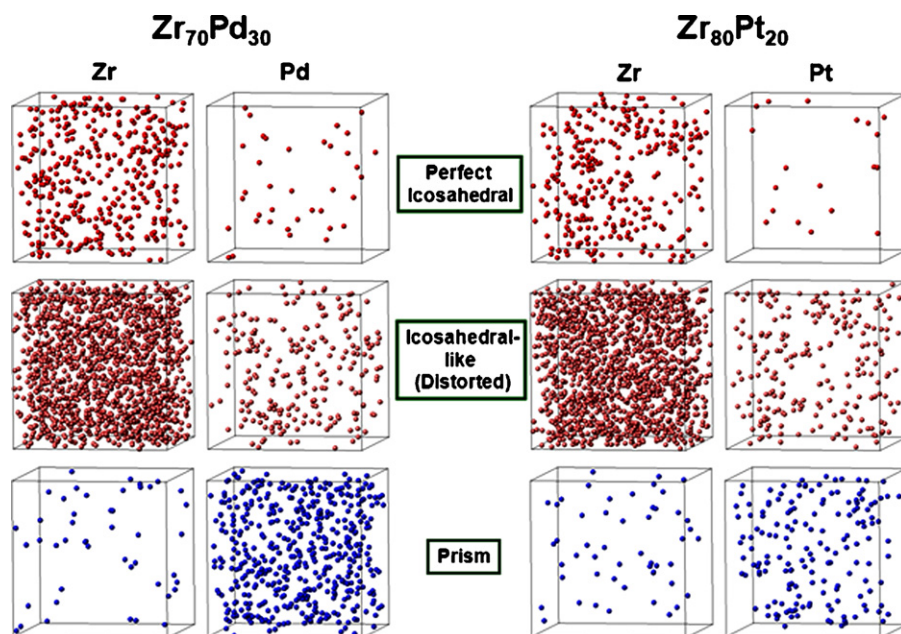 Zr₇₀Pd₃₀
Zr₈₀Pt₂₀
Zr
Pd
Zr
Pt
Perfect
Icosahedral
Icosahedral-
like
(Distorted)
Prism